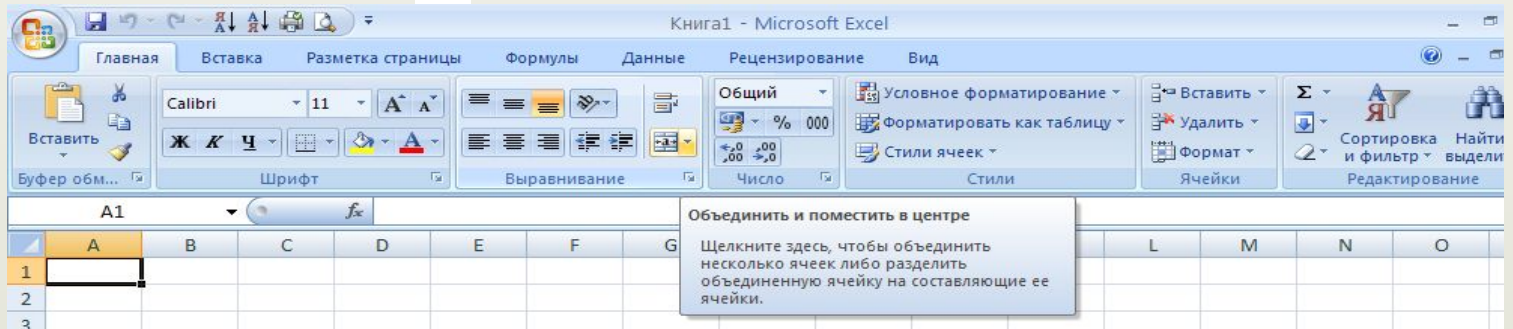 Книга1 - Microsoft Excel
Главная Вставка Разметка страницы Формулы Данные Рецензирование Вид
Calibri 11 Общий Условное форматирование Вставить Σ
Вставить % 000 Форматировать как таблицу Удалить Сортировка Найти
Ж К Ч ,00 ,0 Стили ячеек Формат и фильтр выдели
Буфер обм... Шрифт Выравнивание Число Стили Ячейки Редактирование
A1 fx
Объединить и поместить в центре
A B C D E F G L M N O
Щелкните здесь, чтобы объединить
несколько ячеек либо разделить
объединенную ячейку на составляющие ее
ячейки.
1
2
3